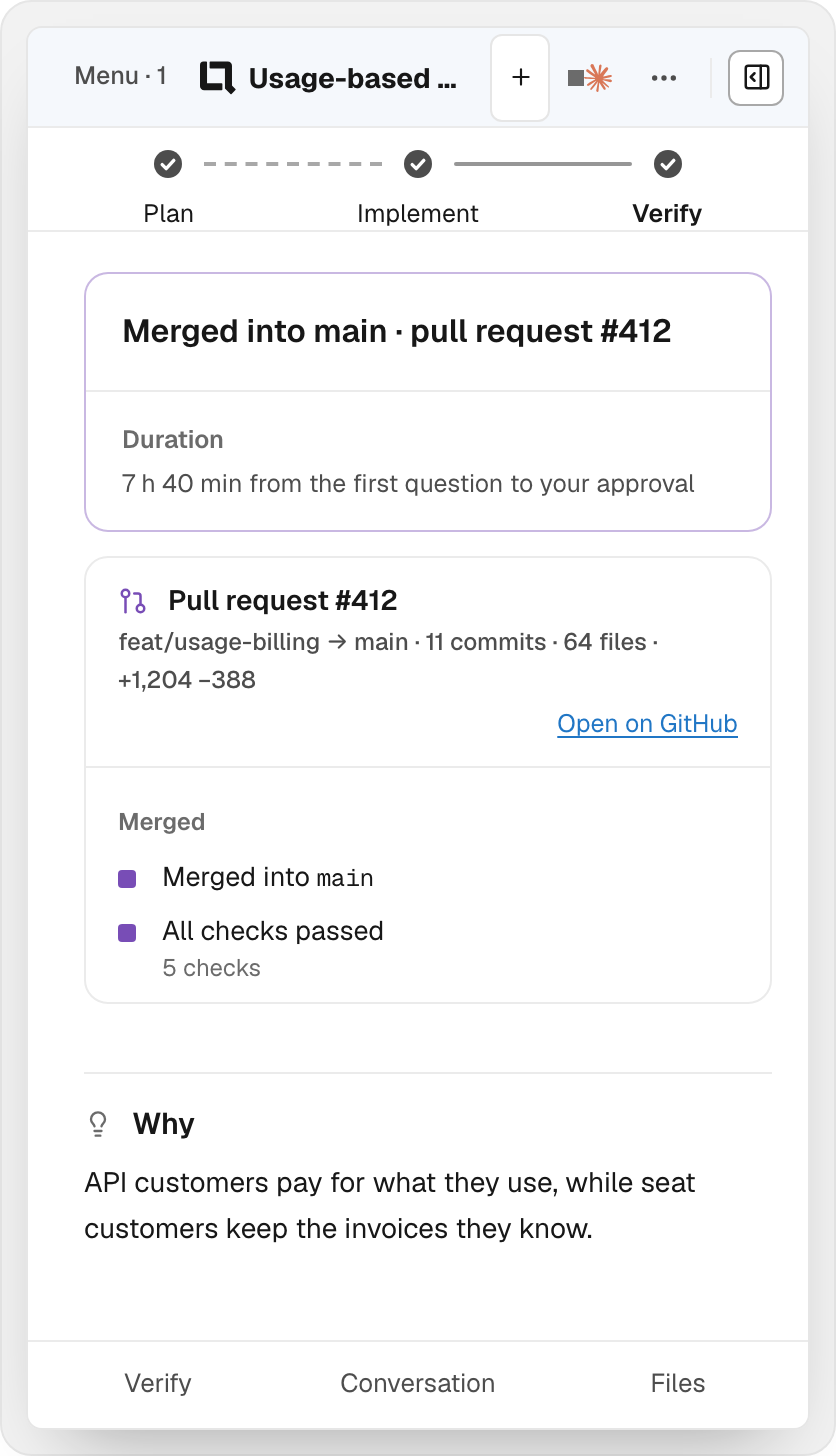 Menu · 1
Usage-based ...
Plan
Implement
Verify
Merged into main · pull request #412
Duration
7 h 40 min from the first question to your approval
Pull request #412
feat/usage-billing → main · 11 commits · 64 files ·
+1,204 −388
Open on GitHub
Merged
Merged into main
All checks passed
5 checks
Why
API customers pay for what they use, while seat
customers keep the invoices they know.
Verify
Conversation
Files